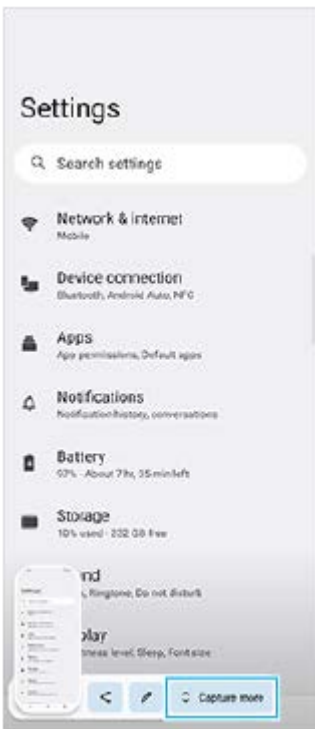 Settings
Search settings
Network & internet
Mobile
Device connection
Bluetooth, Android Auto, NFC
Apps
App permissions, Default apps
Notifications
Notification history, conversations
Battery
97% - About 7 hr, 35 min left
Storage
10% used - 232 GB free
nd
, Ringtone, Do not disturb
play
tness level, Sleep, Font size
Capture more